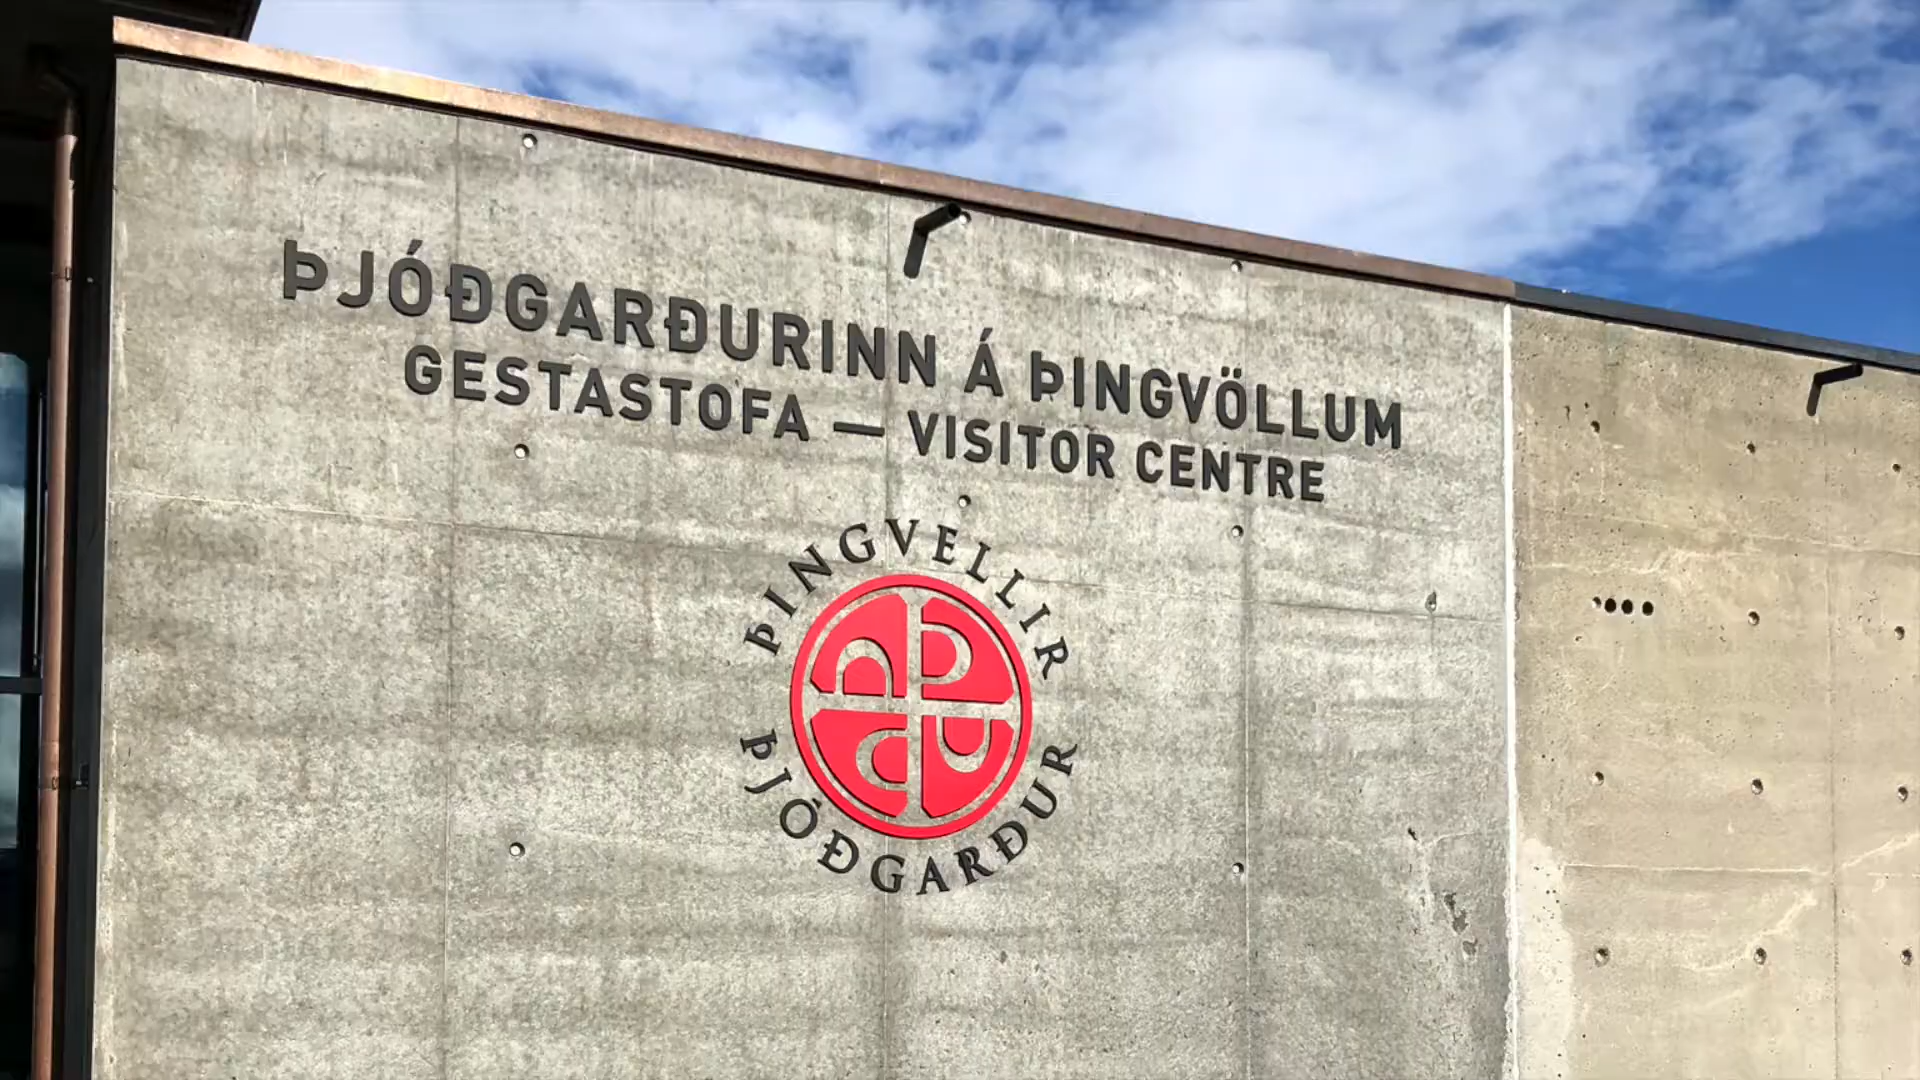 ÞJÓÐGARÐURINN Á ÞINGVÖLLUM
GESTASTOFA — VISITOR CENTRE
ÞINGVELLIR
ÞJÓÐGARÐUR